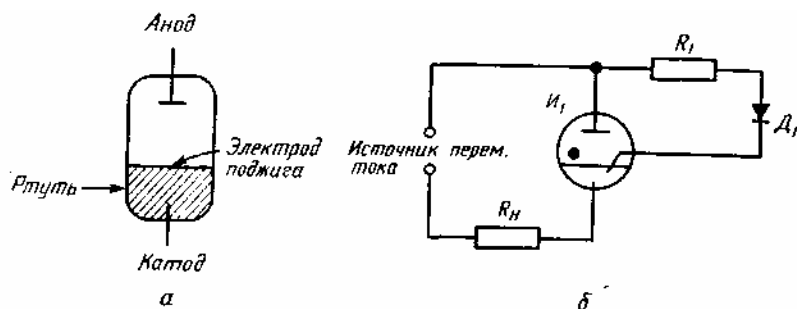 Анод
Электрод
поджига
Ртуть
Катод
а
R₁
И₁
Д₁
Источник перем.
тока
Rн
б